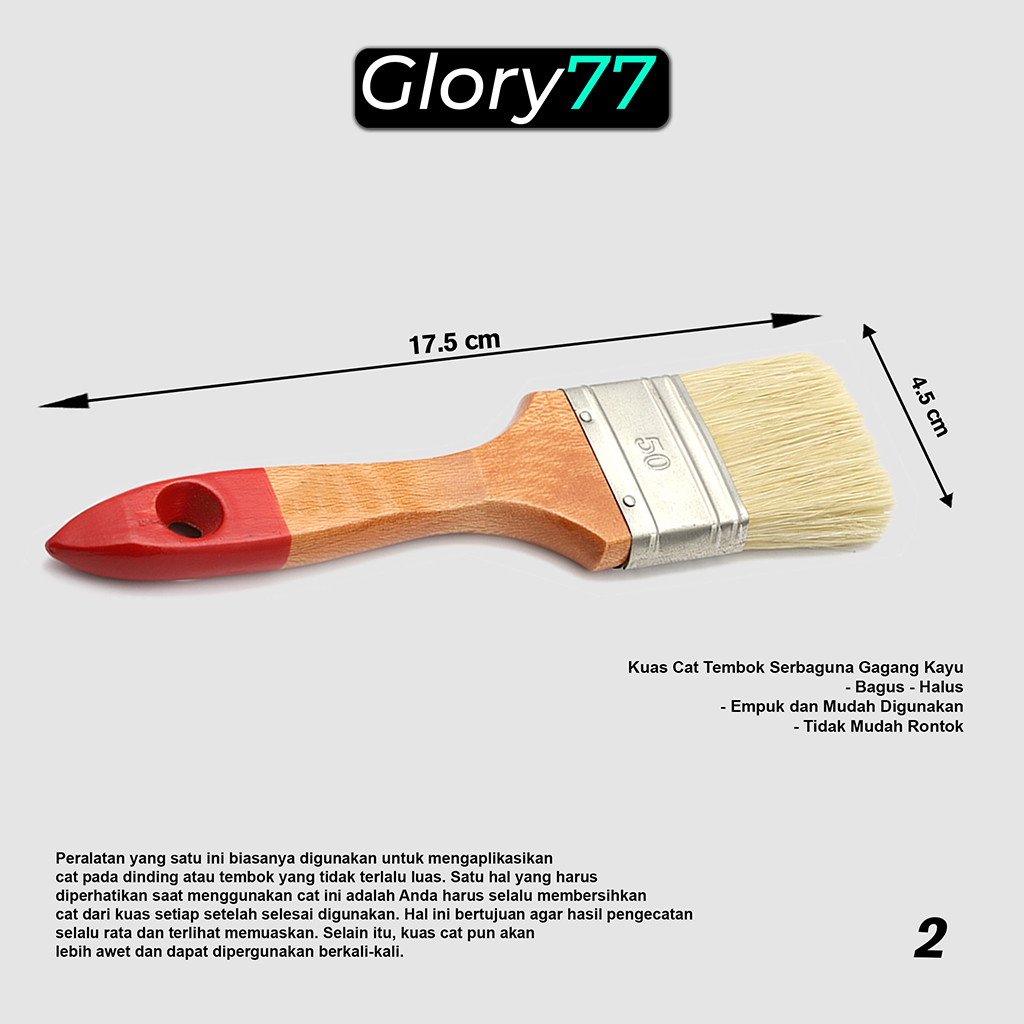 Glory77
17.5 cm
4.5 cm
50
Kuas Cat Tembok Serbaguna Gagang Kayu
- Bagus - Halus
- Empuk dan Mudah Digunakan
- Tidak Mudah Rontok
Peralatan yang satu ini biasanya digunakan untuk mengaplikasikan
cat pada dinding atau tembok yang tidak terlalu luas. Satu hal yang harus
diperhatikan saat menggunakan cat ini adalah Anda harus selalu membersihkan
cat dari kuas setiap setelah selesai digunakan. Hal ini bertujuan agar hasil pengecatan
selalu rata dan terlihat memuaskan. Selain itu, kuas cat pun akan
lebih awet dan dapat dipergunakan berkali-kali.
2